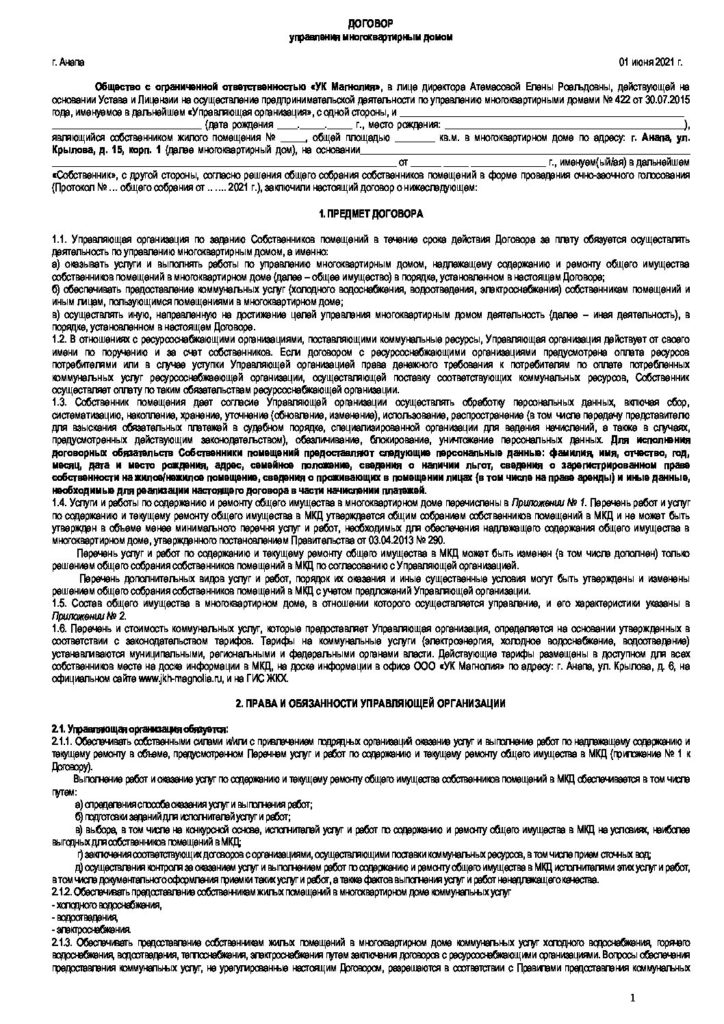 ДОГОВОР
управления многоквартирным домом
г. Анапа 01 июня 2021 г.
Общество с ограниченной ответственностью «УК Магнолия», в лице директора Атемасовой Елены Роальдовны, действующей на
основании Устава и Лицензии на осуществление предпринимательской деятельности по управлению многоквартирными домами № 422 от 30.07.2015
года, именуемое в дальнейшем «Управляющая организация», с одной стороны, и ______________________________
______________________________ (дата рождения ____.______.______ г., место рождения: ______________________________),
являющийся собственником жилого помещения № _____, общей площадью _______ кв.м. в многоквартирном доме по адресу: г. Анапа, ул.
Крылова, д. 15, корп. 1 (далее многоквартирный дом), на основании______________________________
______________________________ от ______ ______ ____________ г., именуем(ый/ая) в дальнейшем
«Собственник», с другой стороны, согласно решения общего собрания собственников помещений в форме проведения очно-заочного голосования
(Протокол № ... общего собрания от .. ..... 2021 г.), заключили настоящий договор о нижеследующем:
1. ПРЕДМЕТ ДОГОВОРА
1.1. Управляющая организация по заданию Собственников помещений в течение срока действия Договора за плату обязуется осуществлять
деятельность по управлению многоквартирным домом, а именно:
а) оказывать услуги и выполнять работы по управлению многоквартирным домом, надлежащему содержанию и ремонту общего имущества
собственников помещений в многоквартирном доме (далее – общее имущество) в порядке, установленном в настоящем Договоре;
б) обеспечивать предоставление коммунальных услуг (холодного водоснабжения, водоотведения, электроснабжения) собственникам помещений и
иным лицам, пользующимся помещениями в многоквартирном доме;
в) осуществлять иную, направленную на достижение целей управления многоквартирным домом деятельность (далее – иная деятельность), в
порядке, установленном в настоящем Договоре.
1.2. В отношениях с ресурсоснабжающими организациями, поставляющими коммунальные ресурсы, Управляющая организация действует от своего
имени по поручению и за счет собственников. Если договором с ресурсоснабжающими организациями предусмотрена оплата ресурсов
потребителями или в случае уступки Управляющей организацией права денежного требования к потребителям по оплате потребленных
коммунальных услуг ресурсоснабжающей организации, осуществляющей поставку соответствующих коммунальных ресурсов, Собственник
осуществляет оплату по таким обязательствам ресурсоснабжающей организации.
1.3. Собственник помещения дает согласие Управляющей организации осуществлять обработку персональных данных, включая сбор,
систематизацию, накопление, хранение, уточнение (обновление, изменение), использование, распространение (в том числе передачу представителю
для взыскания обязательных платежей в судебном порядке, специализированной организации для ведения начислений, а также в случаях,
предусмотренных действующим законодательством), обезличивание, блокирование, уничтожение персональных данных. Для исполнения
договорных обязательств Собственники помещений предоставляют следующие персональные данные: фамилия, имя, отчество, год,
месяц, дата и место рождения, адрес, семейное положение, сведения о наличии льгот, сведения о зарегистрированном праве
собственности на жилое/нежилое помещение, сведения о проживающих в помещении лицах (в том числе на праве аренды) и иные данные,
необходимые для реализации настоящего договора в части начислении платежей.
1.4. Услуги и работы по содержанию и ремонту общего имущества в многоквартирном доме перечислены в Приложении № 1. Перечень работ и услуг
по содержанию и текущему ремонту общего имущества в МКД утверждается общим собранием собственников помещений в МКД и не может быть
утвержден в объеме менее минимального перечня услуг и работ, необходимых для обеспечения надлежащего содержания общего имущества в
многоквартирном доме, утвержденного постановлением Правительства от 03.04.2013 № 290.
Перечень услуг и работ по содержанию и текущему ремонту общего имущества в МКД может быть изменен (в том числе дополнен) только
решением общего собрания собственников помещений в МКД по согласованию с Управляющей организацией.
Перечень дополнительных видов услуг и работ, порядок их оказания и иные существенные условия могут быть утверждены и изменены
решением общего собрания собственников помещений в МКД с учетом предложений Управляющей организации.
1.5. Состав общего имущества в многоквартирном доме, в отношении которого осуществляется управление, и его характеристики указаны в
Приложении № 2.
1.6. Перечень и стоимость коммунальных услуг, которые предоставляет Управляющая организация, определяется на основании утвержденных в
соответствии с законодательством тарифов. Тарифы на коммунальные услуги (электроэнергия, холодное водоснабжение, водоотведение)
устанавливаются муниципальными, региональными и федеральными органами власти. Действующие тарифы размещены в доступном для всех
собственников месте на доске информации в МКД, на доске информации в офисе ООО «УК Магнолия» по адресу: г. Анапа, ул. Крылова, д. 6, на
официальном сайте www.jkh-magnolia.ru, и на ГИС ЖКХ.
2. ПРАВА И ОБЯЗАННОСТИ УПРАВЛЯЮЩЕЙ ОРГАНИЗАЦИИ
2.1. Управляющая организация обязуется:
2.1.1. Обеспечивать собственными силами и/или с привлечением подрядных организаций оказание услуг и выполнение работ по надлежащему содержанию и
текущему ремонту в объеме, предусмотренном Перечнем услуг и работ по содержанию и текущему ремонту общего имущества в МКД (приложение № 1 к
Договору).
Выполнение работ и оказание услуг по содержанию и текущему ремонту общего имущества собственников помещений в МКД обеспечивается в том числе
путем:
а) определения способа оказания услуг и выполнения работ;
б) подготовки заданий для исполнителей услуг и работ;
в) выбора, в том числе на конкурсной основе, исполнителей услуг и работ по содержанию и ремонту общего имущества в МКД на условиях, наиболее
выгодных для собственников помещений в МКД;
г) заключения соответствующих договоров с организациями, осуществляющими поставки коммунальных ресурсов, в том числе прием сточных вод;
д) осуществления контроля за оказанием услуг и выполнением работ по содержанию и ремонту общего имущества в МКД исполнителями этих услуг и работ,
в том числе документального оформления приемки таких услуг и работ, а также фактов выполнения услуг и работ ненадлежащего качества.
2.1.2. Обеспечивать предоставление собственникам жилых помещений в многоквартирном доме коммунальных услуг
- холодного водоснабжения,
- водоотведения,
- электроснабжения.
2.1.3. Обеспечивать предоставление собственникам жилых помещений в многоквартирном доме коммунальных услуг холодного водоснабжения, горячего
водоснабжения, водоотведения, теплоснабжения, электроснабжения путем заключения договоров с ресурсоснабжающими организациями. Вопросы обеспечения
предоставления коммунальных услуг, не урегулированные настоящим Договором, разрешаются в соответствии с Правилами предоставления коммунальных
1